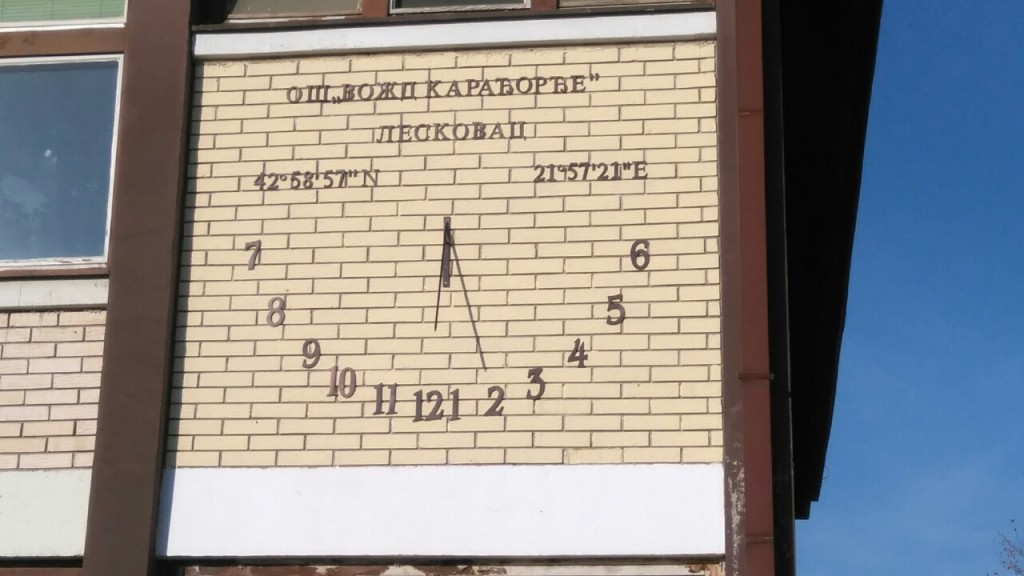 ОШ „ВОЖД КАРАЂОРЂЕ"
ЛЕСКОВАЦ
42°58'57"N 21°57'21"E
7 6
8 5
9 4
10 11 12 1 2 3